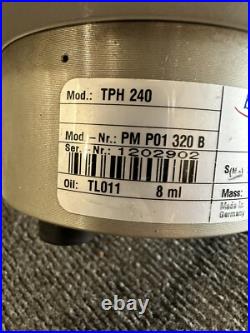 Mod.: TPH 240
Mod – Nr.: PM P01 320 B
Ser.– Nr.: 1202902
Oil: TL011 8 ml
Mass:
Made in
Germany